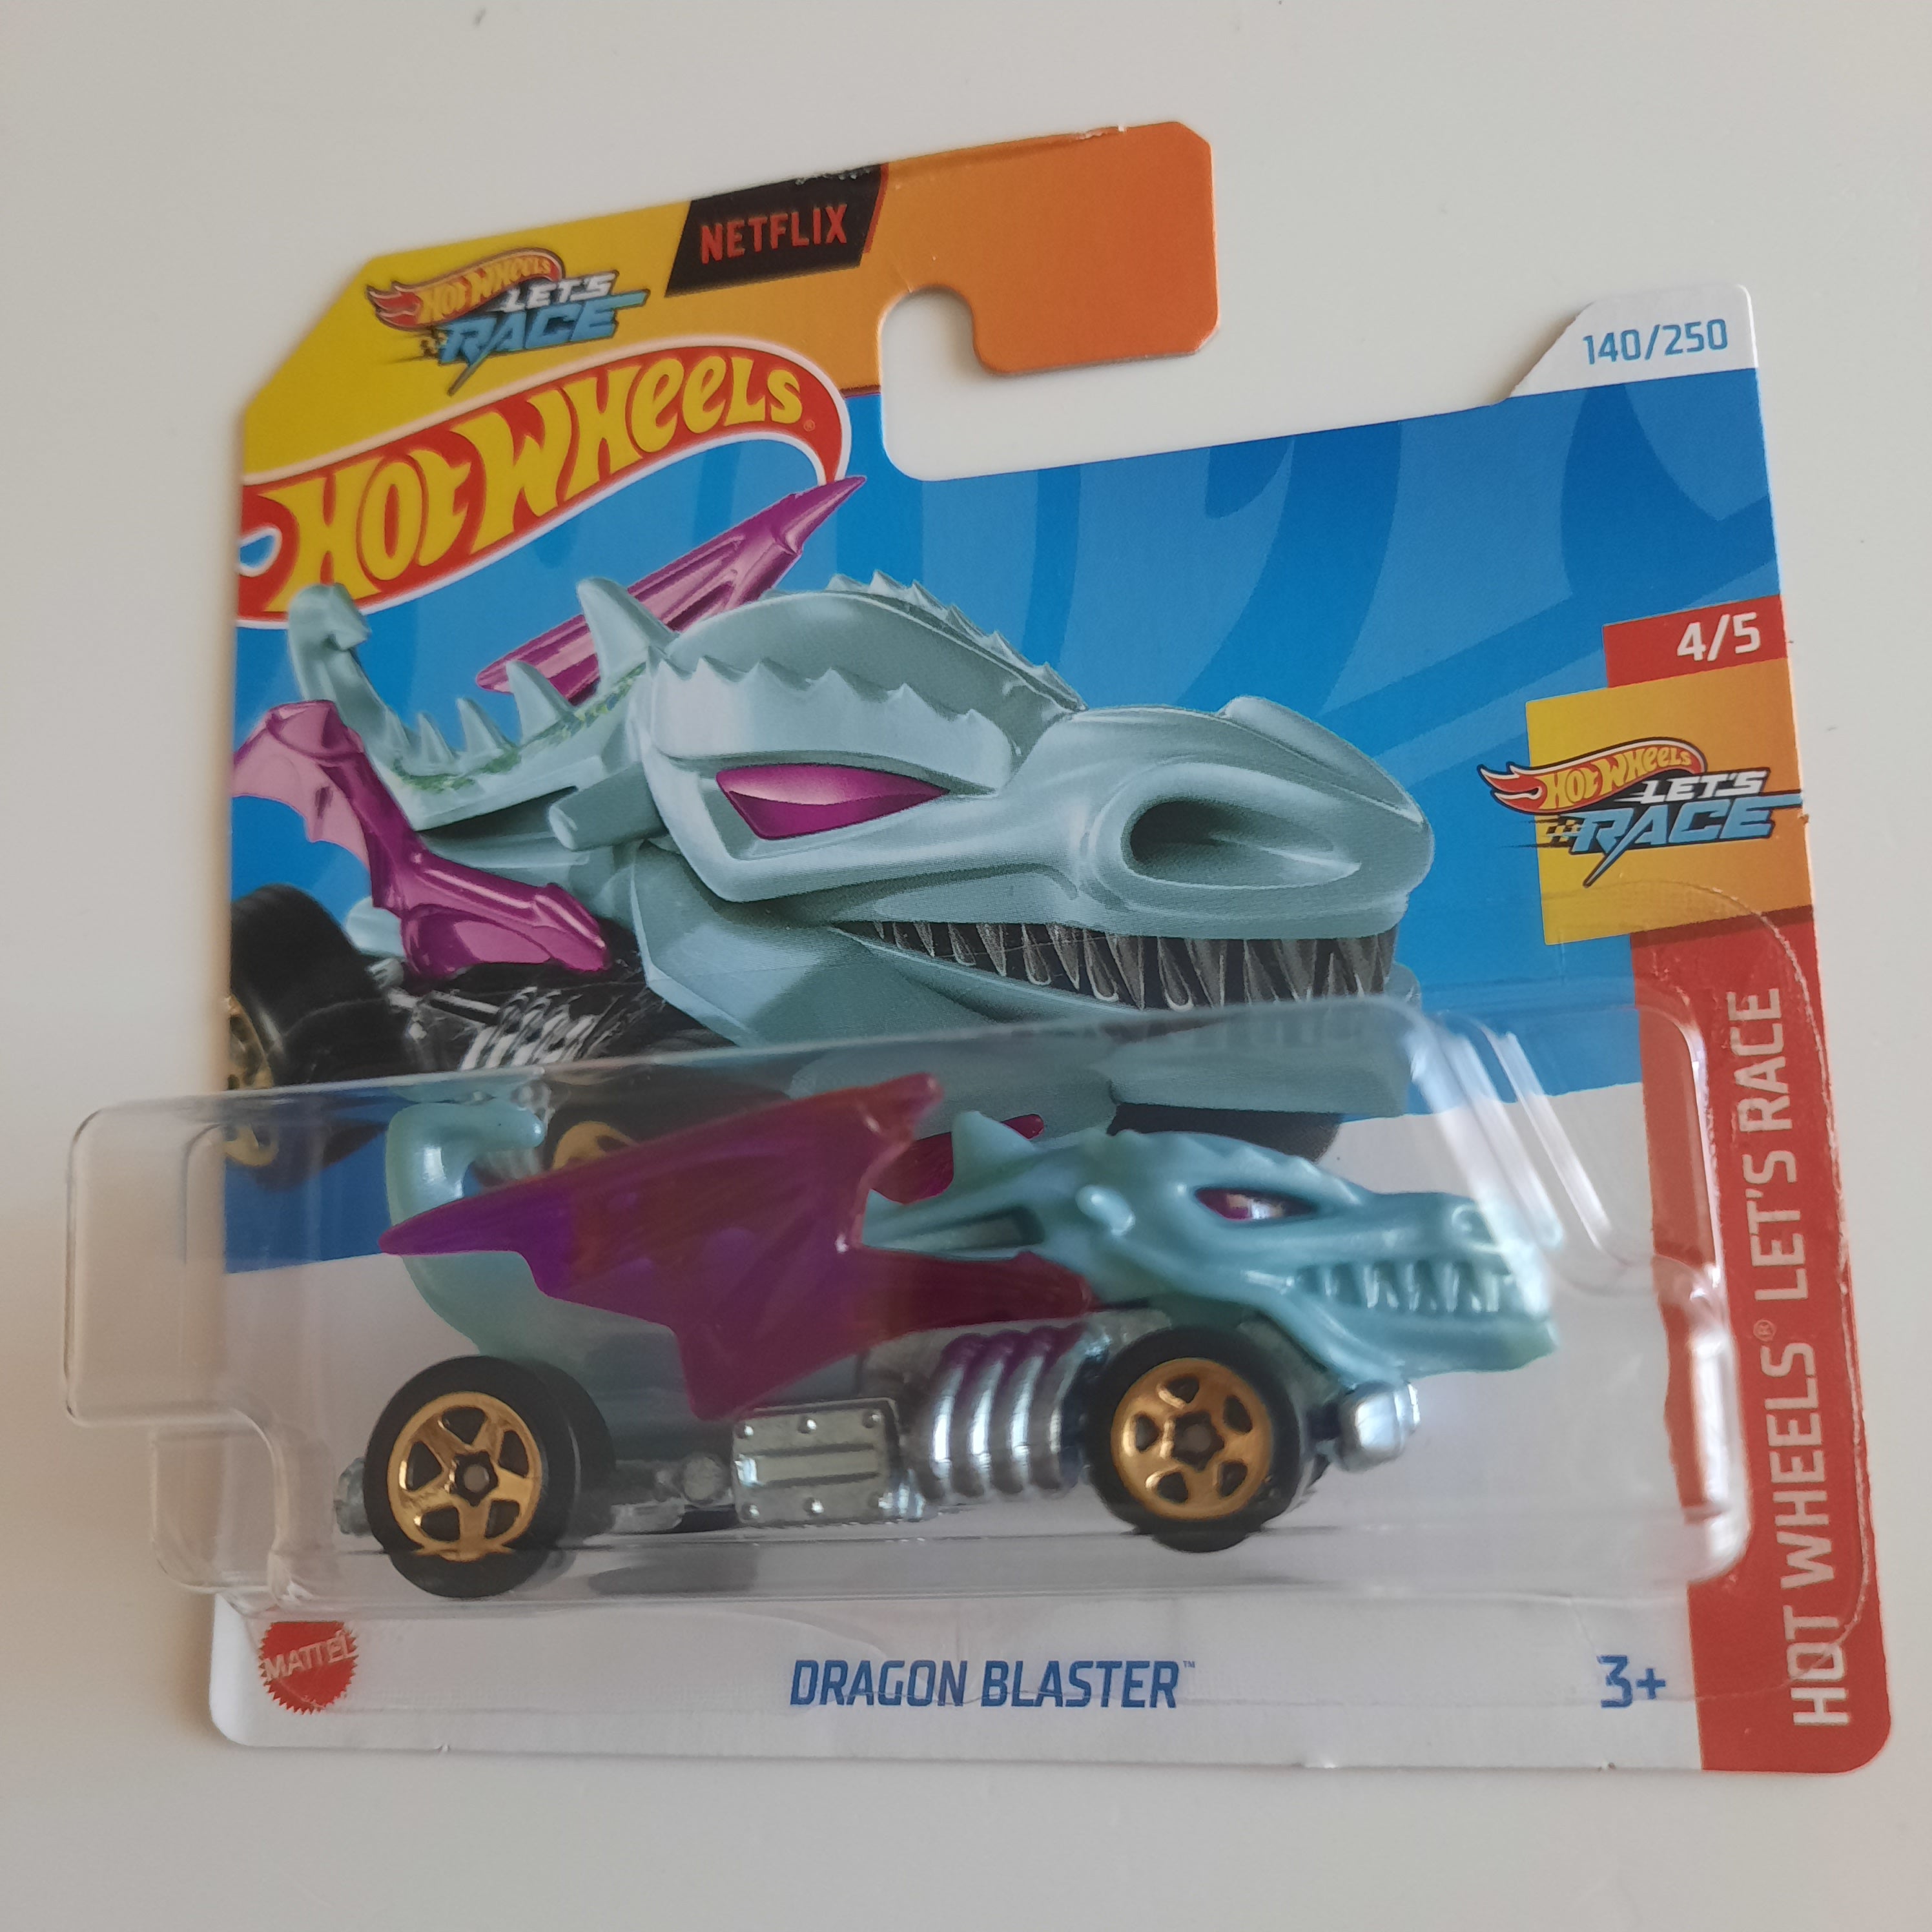 NETFLIX
HOT WHEELS
LET'S
RACE
HOT WHEELS®
140/250
4/5
HOT WHEELS
LET'S
RACE
HOT WHEELS® LET'S RACE
MATTEL
DRAGON BLASTER™
3+